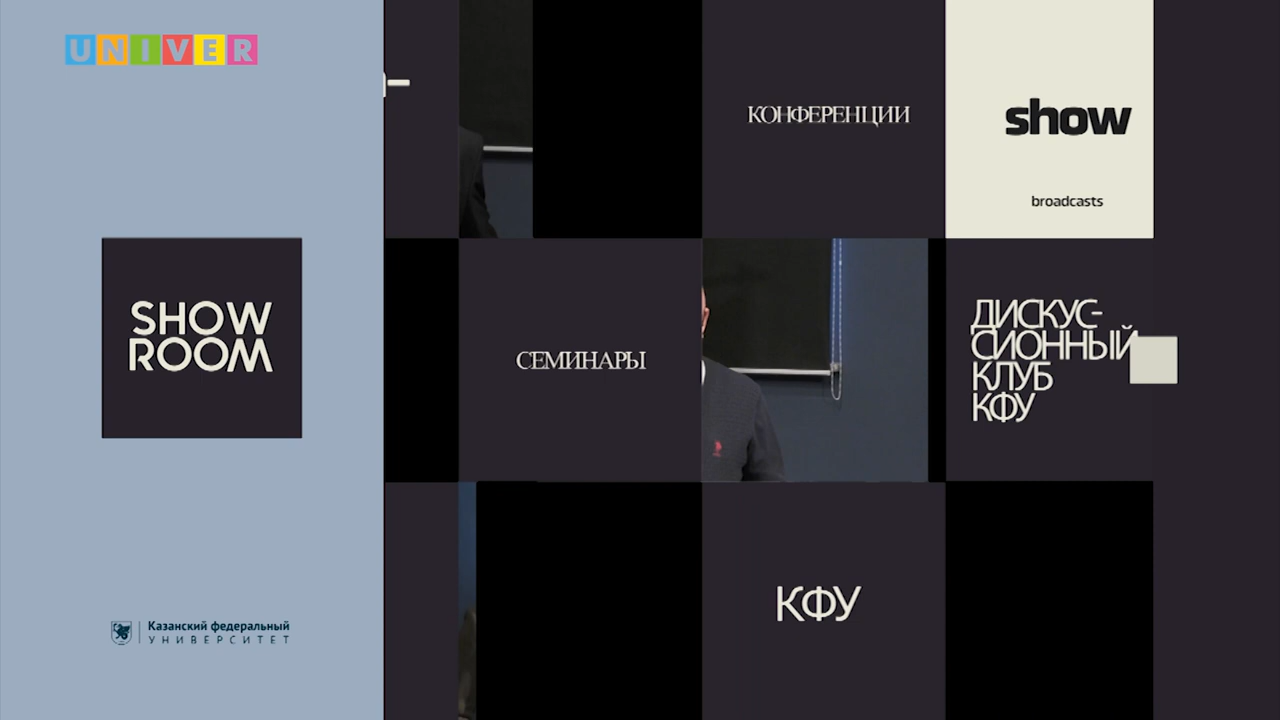 UNIVER
SHOW
ROOM
Казанский федеральный
УНИВЕРСИТЕТ
КОНФЕРЕНЦИИ
show
broadcasts
СЕМИНАРЫ
ДИСКУС-
СИОННЫЙ
КЛУБ
КФУ
КФУ